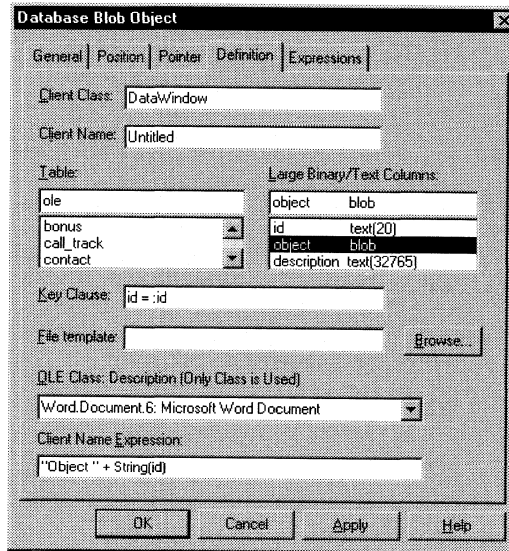 Database Blob Object
General Position Pointer Definition Expressions
Client Class: DataWindow
Client Name: Untitled
Table: Large Binary/Text Columns:
ole object blob
bonus id text(20)
call_track object blob
contact description text(32765)
Key Clause: id = :id
File template: Browse...
OLE Class: Description (Only Class is Used)
Word.Document.6: Microsoft Word Document
Client Name Expression:
"Object " + String(id)
OK Cancel Apply Help